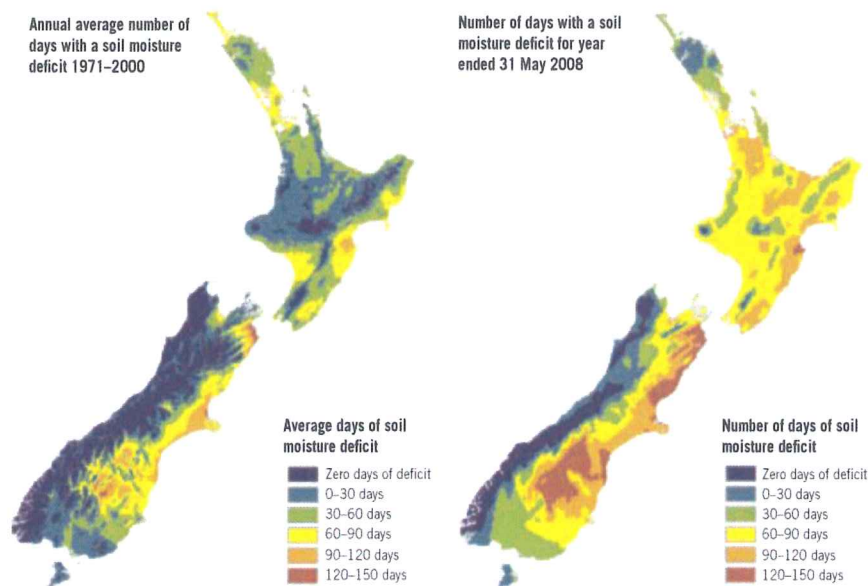 Annual average number of
days with a soil moisture
deficit 1971–2000
Number of days with a soil
moisture deficit for year
ended 31 May 2008
Average days of soil
moisture deficit
Zero days of deficit
0–30 days
30–60 days
60–90 days
90–120 days
120–150 days
Number of days of soil
moisture deficit
Zero days of deficit
0–30 days
30–60 days
60–90 days
90–120 days
120–150 days